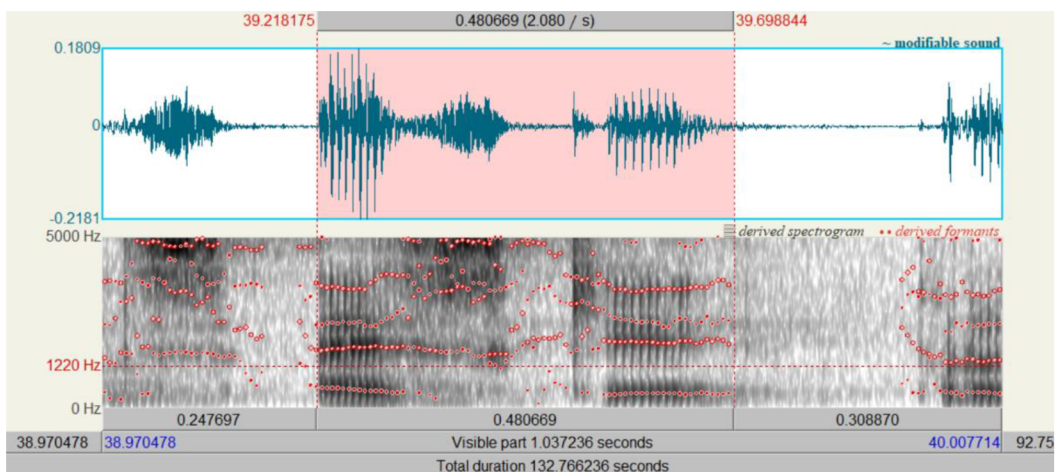 39.218175 0.480669 (2.080 / s) 39.698844
0.1809 ~ modifiable sound
0
-0.2181
5000 Hz derived spectrogram derived formants
1220 Hz
0 Hz
0.247697 0.480669 0.308870
38.970478 38.970478 Visible part 1.037236 seconds 40.007714 92.75
Total duration 132.766236 seconds